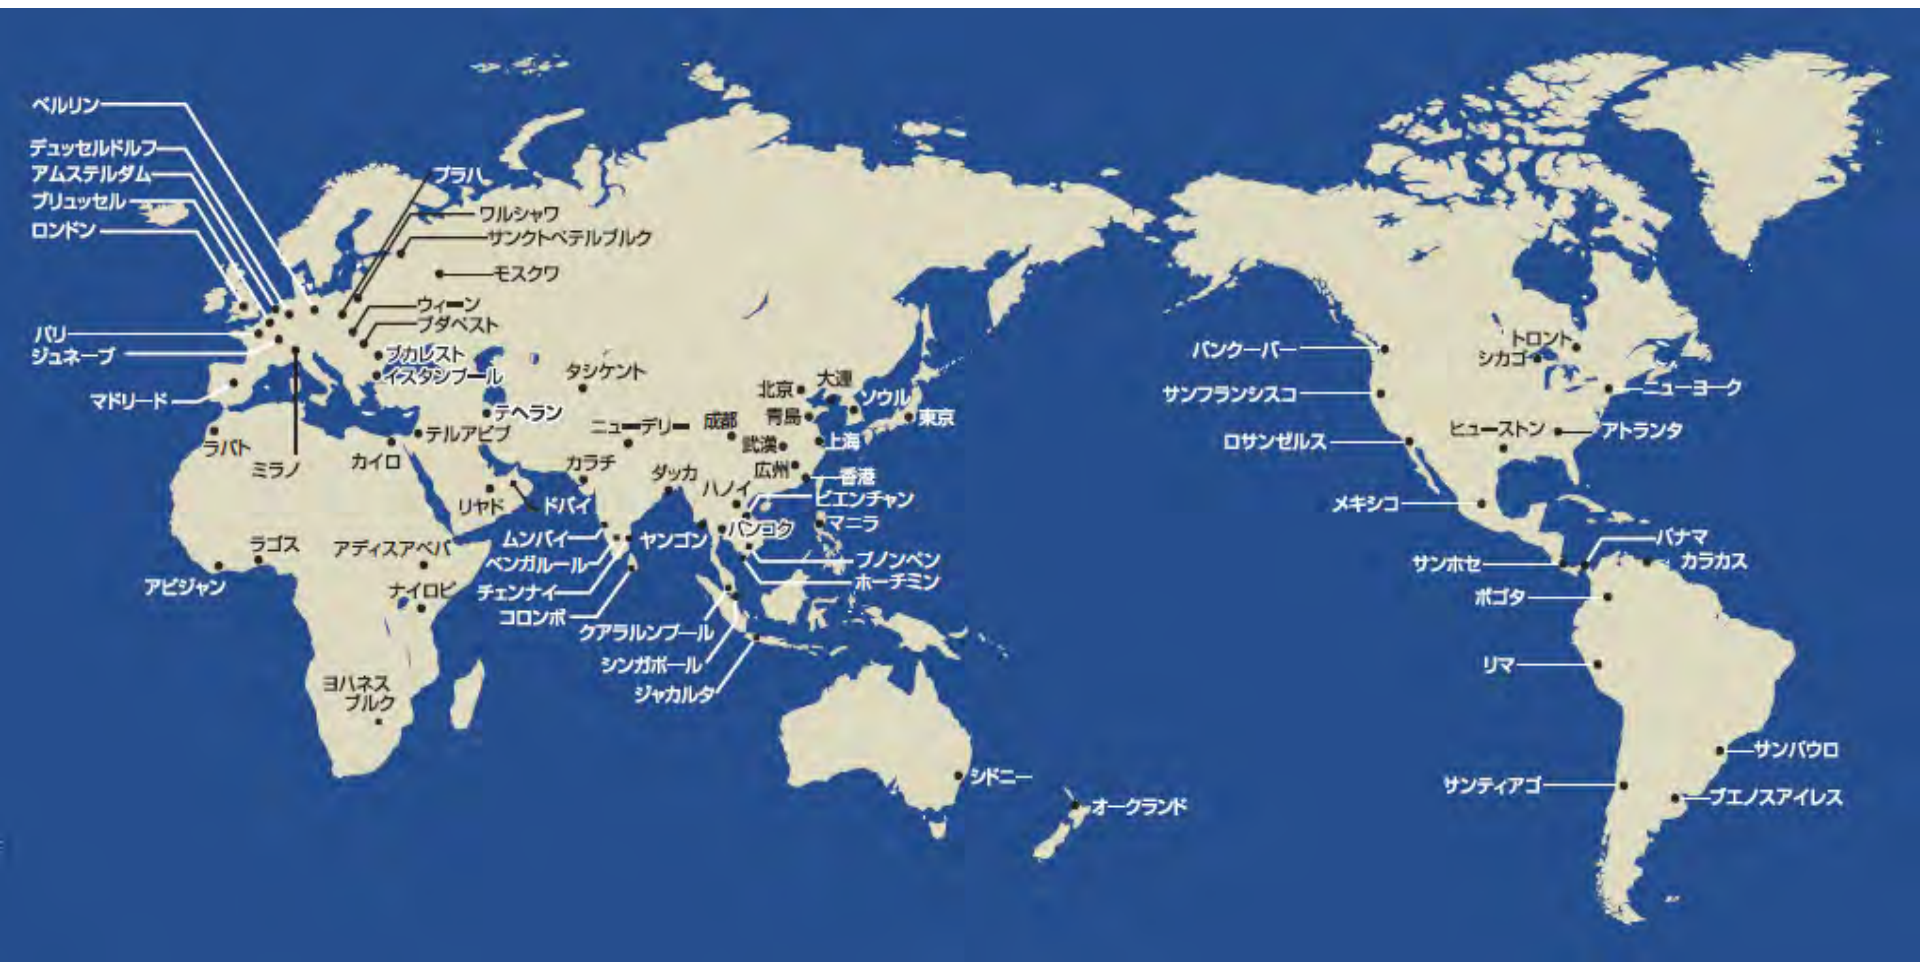 ベルリン
デュッセルドルフ
アムステルダム
ブリュッセル
ロンドン
パリ
ジュネーブ
マドリード
プラハ
ワルシャワ
サンクトペテルブルク
モスクワ
ウィーン
ブダペスト
ブカレスト
イスタンブール
テヘラン
テルアビブ
ラバト
ミラノ
カイロ
リヤド
ドバイ
ラゴス
アビジャン
アディスアベバ
ナイロビ
ヨハネス
ブルク
タシケント
ニューデリー
カラチ
ダッカ
ムンバイ
ベンガルール
チェンナイ
コロンボ
ヤンゴン
クアラルンプール
シンガポール
ジャカルタ
北京
大連
ソウル
東京
青島
成都
武漢
上海
広州
香港
ハノイ
ビエンチャン
バンコク
マニラ
プノンペン
ホーチミン
シドニー
オークランド
バンクーバー
サンフランシスコ
ロサンゼルス
メキシコ
トロント
シカゴ
ニューヨーク
ヒューストン
アトランタ
サンホセ
パナマ
カラカス
ボゴタ
リマ
サンパウロ
サンティアゴ
ブエノスアイレス